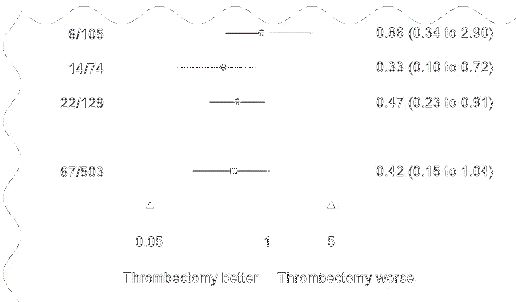 6/105 0.86 (0.34 to 2.90)
14/74 0.33 (0.10 to 0.72)
22/128 0.47 (0.23 to 0.91)
67/503 0.42 (0.15 to 1.04)
0.05 1 5
Thrombectomy better Thrombectomy worse